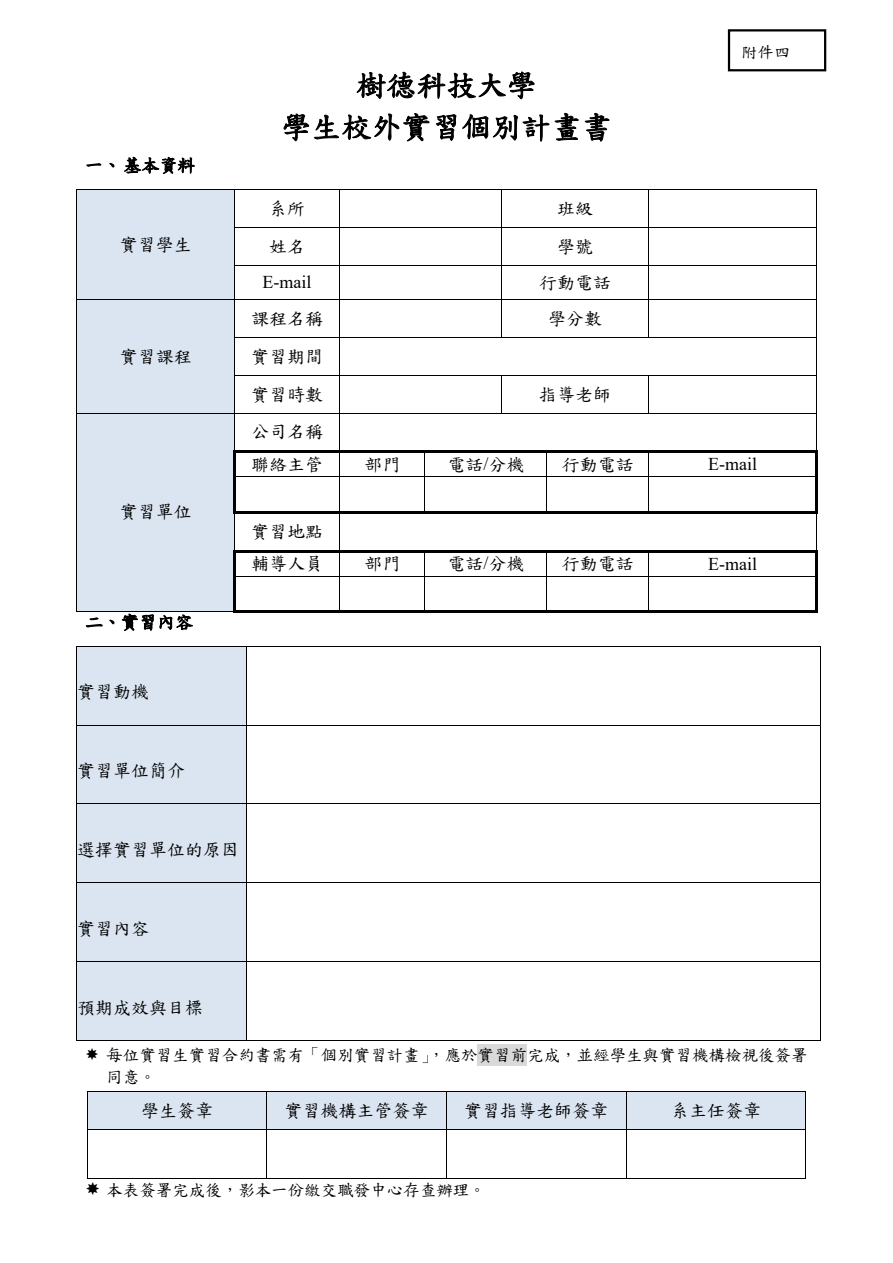 附件四
樹德科技大學
學生校外實習個別計畫書
一、基本資料
實習學生
系所 班級
姓名 學號
E-mail 行動電話
實習課程
課程名稱 學分數
實習期間
實習時數 指導老師
實習單位
公司名稱
聯絡主管 部門 電話/分機 行動電話 E-mail
實習地點
輔導人員 部門 電話/分機 行動電話 E-mail
二、實習內容
實習動機
實習單位簡介
選擇實習單位的原因
實習內容
預期成效與目標
✸ 每位實習生實習合約書需有「個別實習計畫」，應於實習前完成，並經學生與實習機構檢視後簽署
同意。
學生簽章 實習機構主管簽章 實習指導老師簽章 系主任簽章
✸ 本表簽署完成後，影本一份繳交職發中心存查辦理。